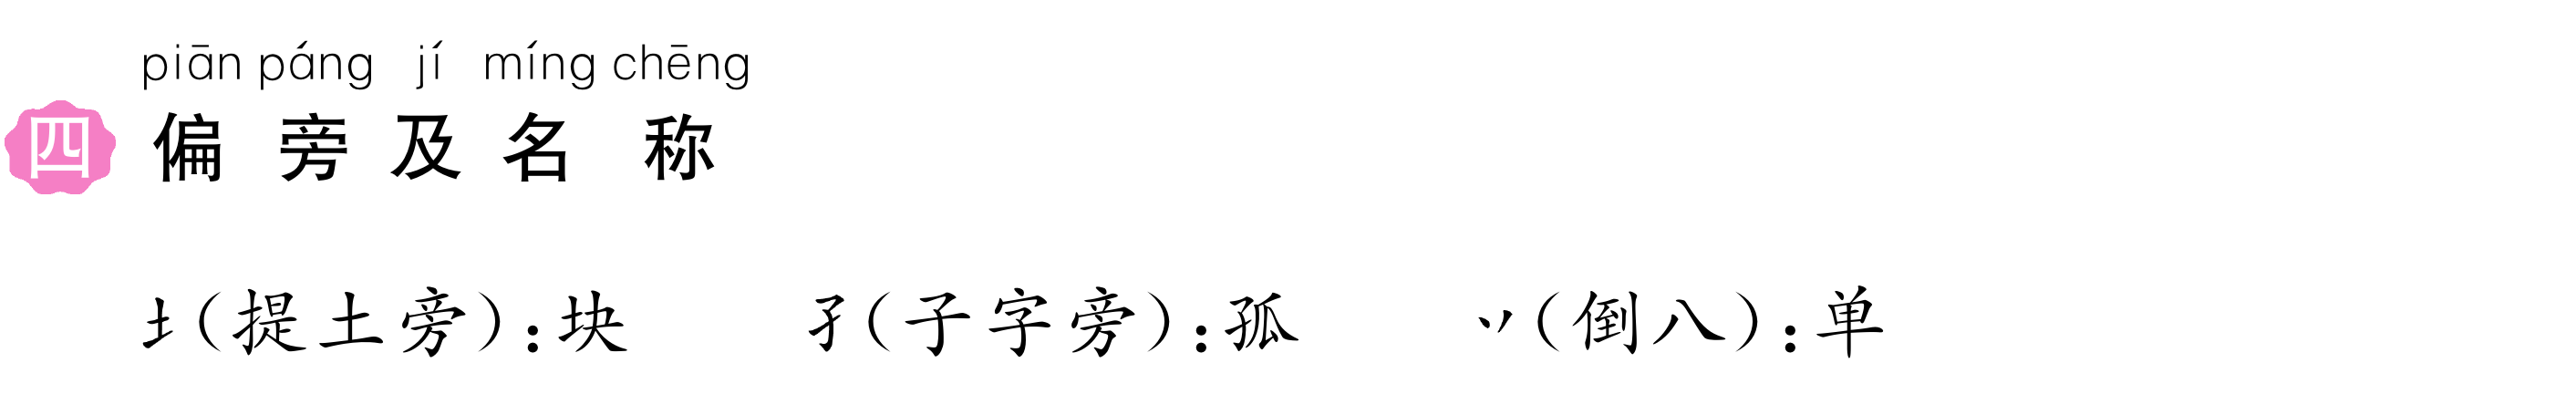 piān páng jí míng chēng
四 偏旁及名称
土(提土旁):块 孑(子字旁):孤 丷(倒八):单